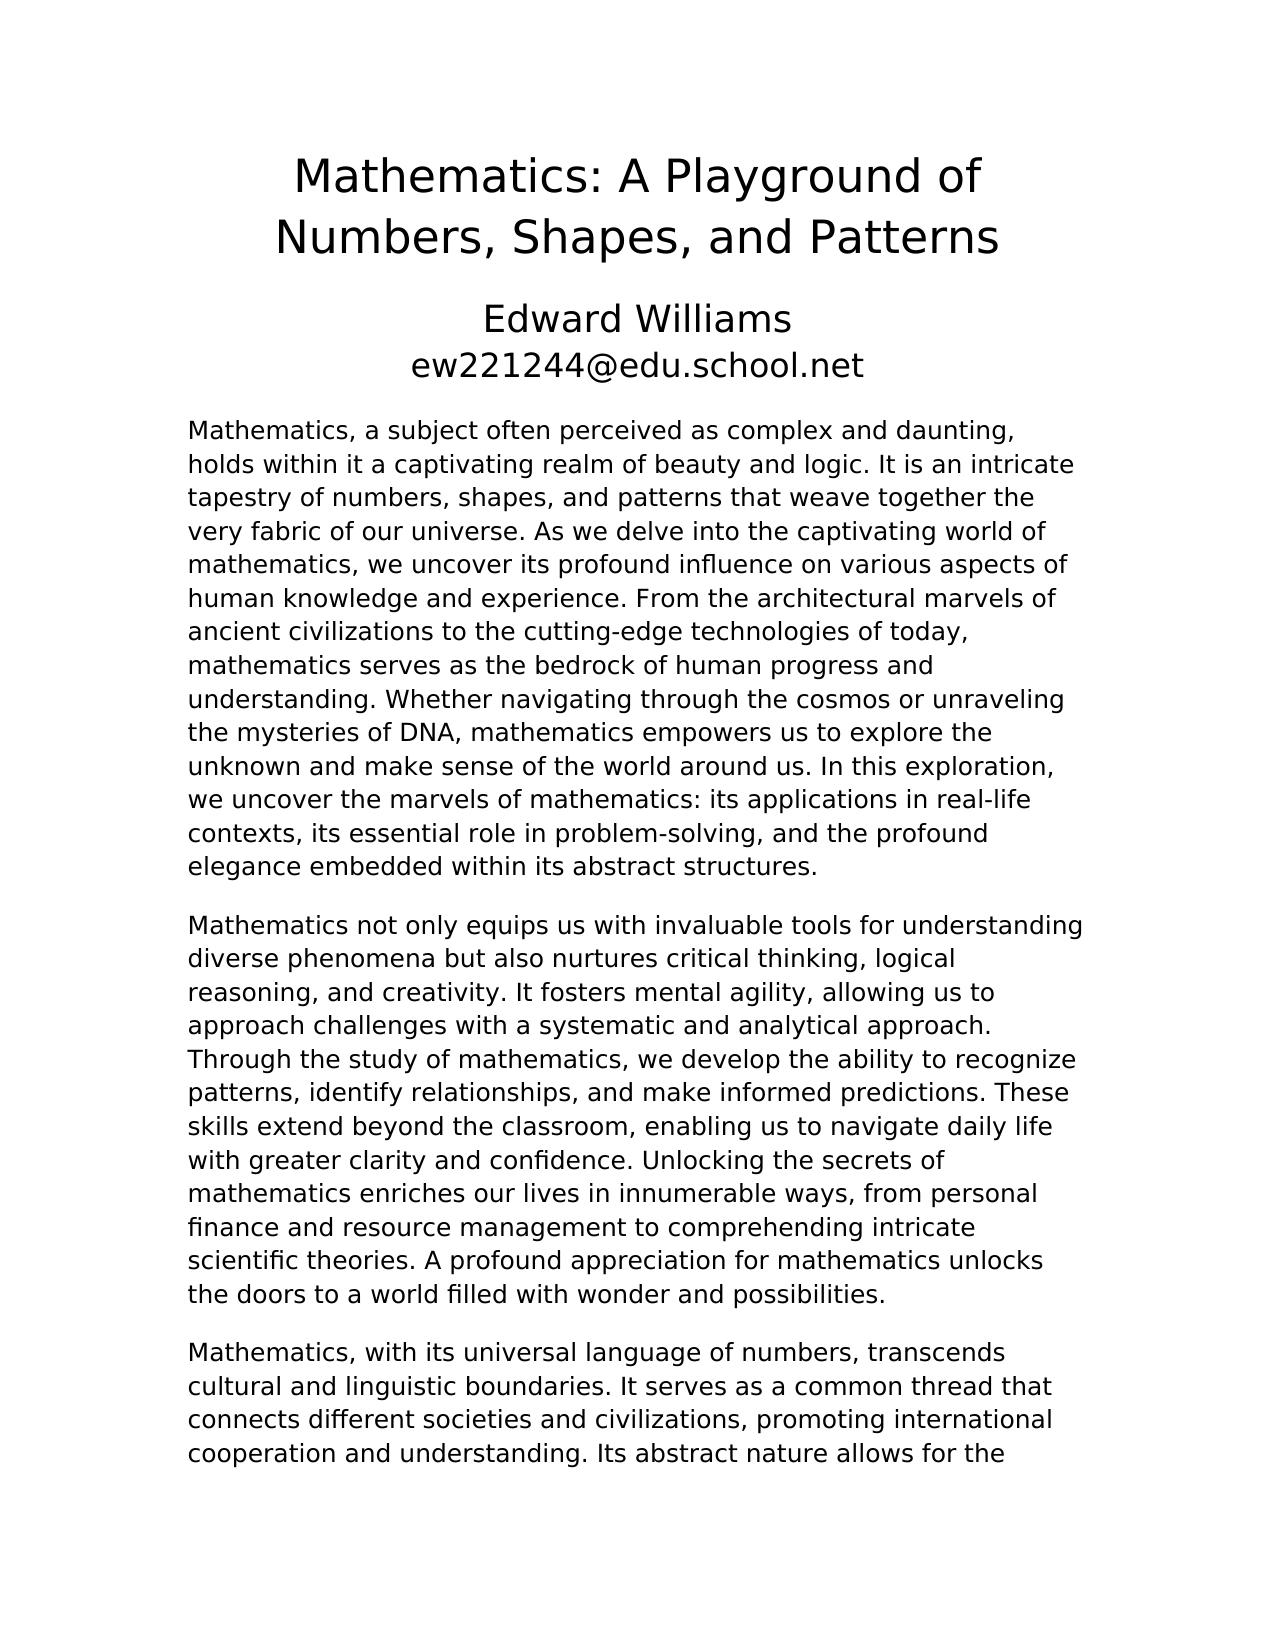 Mathematics: A Playground of
Numbers, Shapes, and Patterns
Edward Williams
ew221244@edu.school.net
Mathematics, a subject often perceived as complex and daunting,
holds within it a captivating realm of beauty and logic. It is an intricate
tapestry of numbers, shapes, and patterns that weave together the
very fabric of our universe. As we delve into the captivating world of
mathematics, we uncover its profound influence on various aspects of
human knowledge and experience. From the architectural marvels of
ancient civilizations to the cutting-edge technologies of today,
mathematics serves as the bedrock of human progress and
understanding. Whether navigating through the cosmos or unraveling
the mysteries of DNA, mathematics empowers us to explore the
unknown and make sense of the world around us. In this exploration,
we uncover the marvels of mathematics: its applications in real-life
contexts, its essential role in problem-solving, and the profound
elegance embedded within its abstract structures.
Mathematics not only equips us with invaluable tools for understanding
diverse phenomena but also nurtures critical thinking, logical
reasoning, and creativity. It fosters mental agility, allowing us to
approach challenges with a systematic and analytical approach.
Through the study of mathematics, we develop the ability to recognize
patterns, identify relationships, and make informed predictions. These
skills extend beyond the classroom, enabling us to navigate daily life
with greater clarity and confidence. Unlocking the secrets of
mathematics enriches our lives in innumerable ways, from personal
finance and resource management to comprehending intricate
scientific theories. A profound appreciation for mathematics unlocks
the doors to a world filled with wonder and possibilities.
Mathematics, with its universal language of numbers, transcends
cultural and linguistic boundaries. It serves as a common thread that
connects different societies and civilizations, promoting international
cooperation and understanding. Its abstract nature allows for the